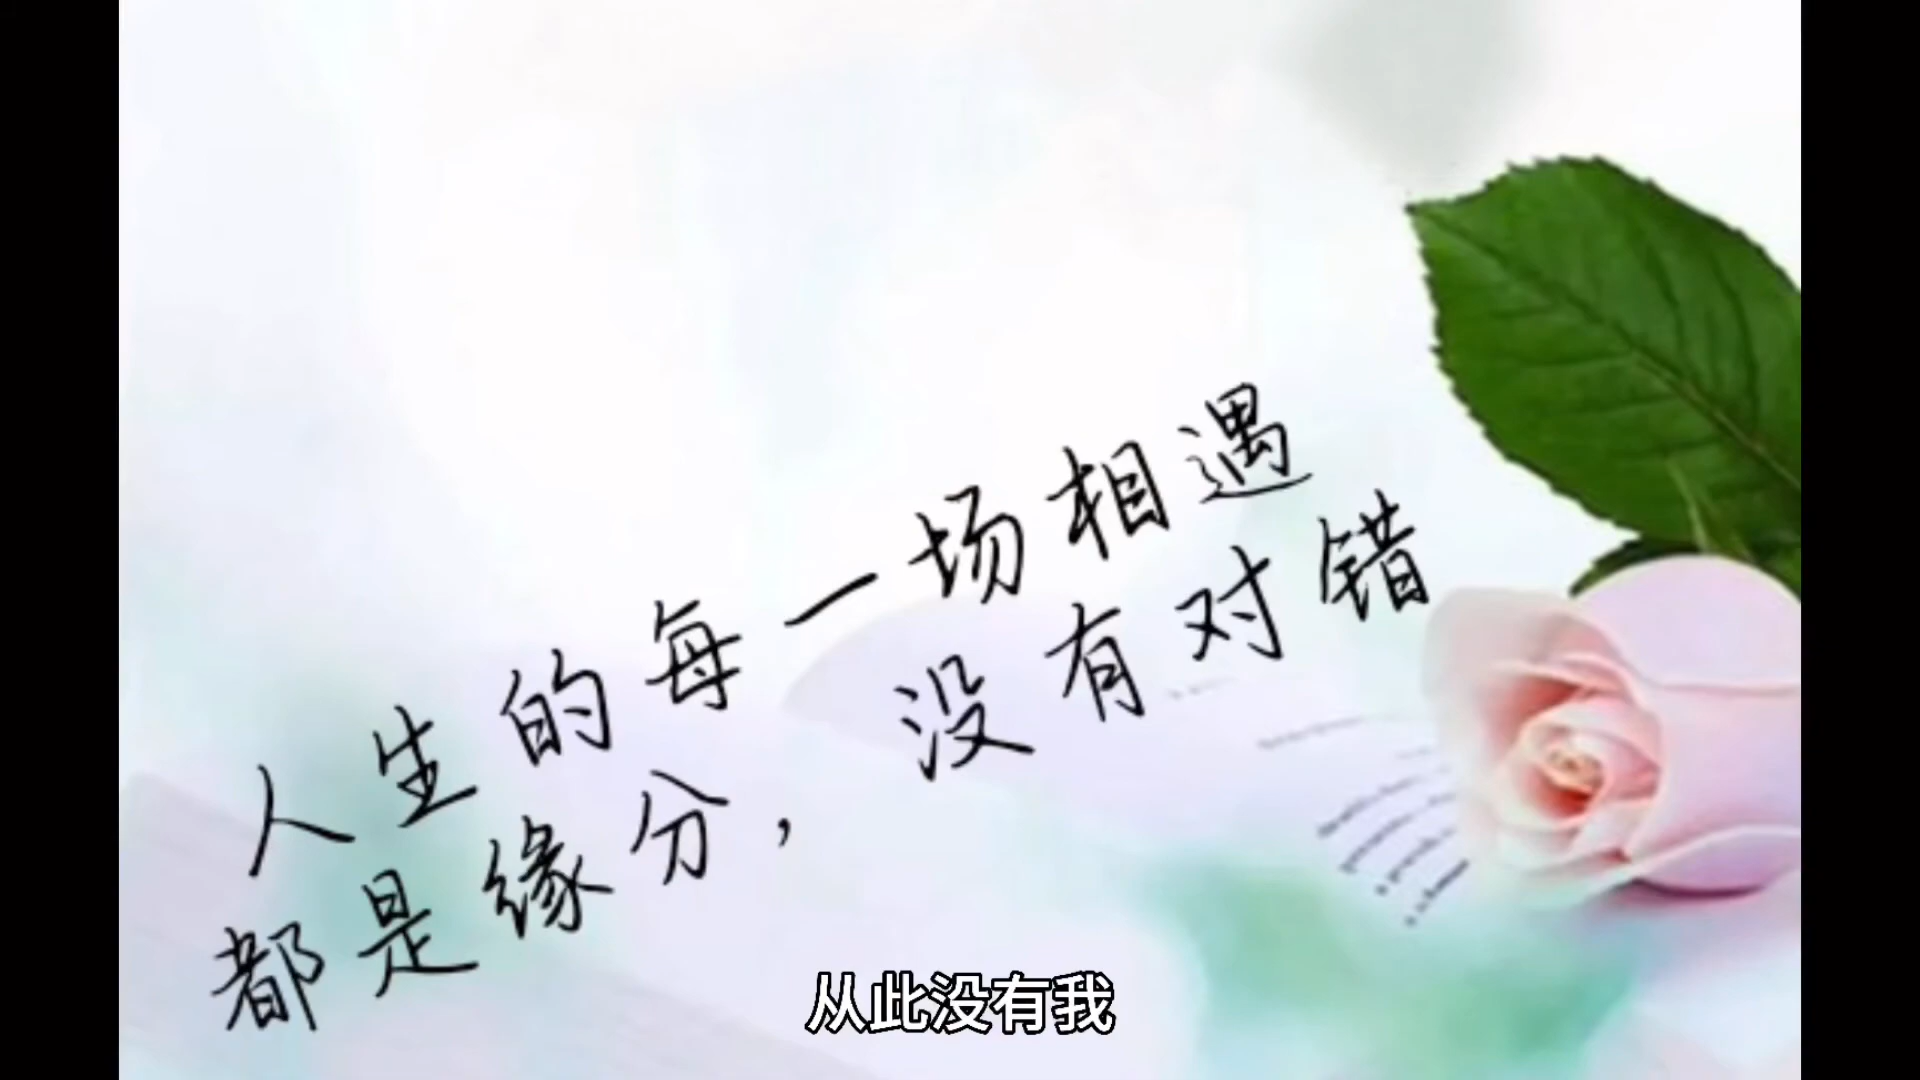 人生的每一场相遇
都是缘分，没有对错
从此没有我